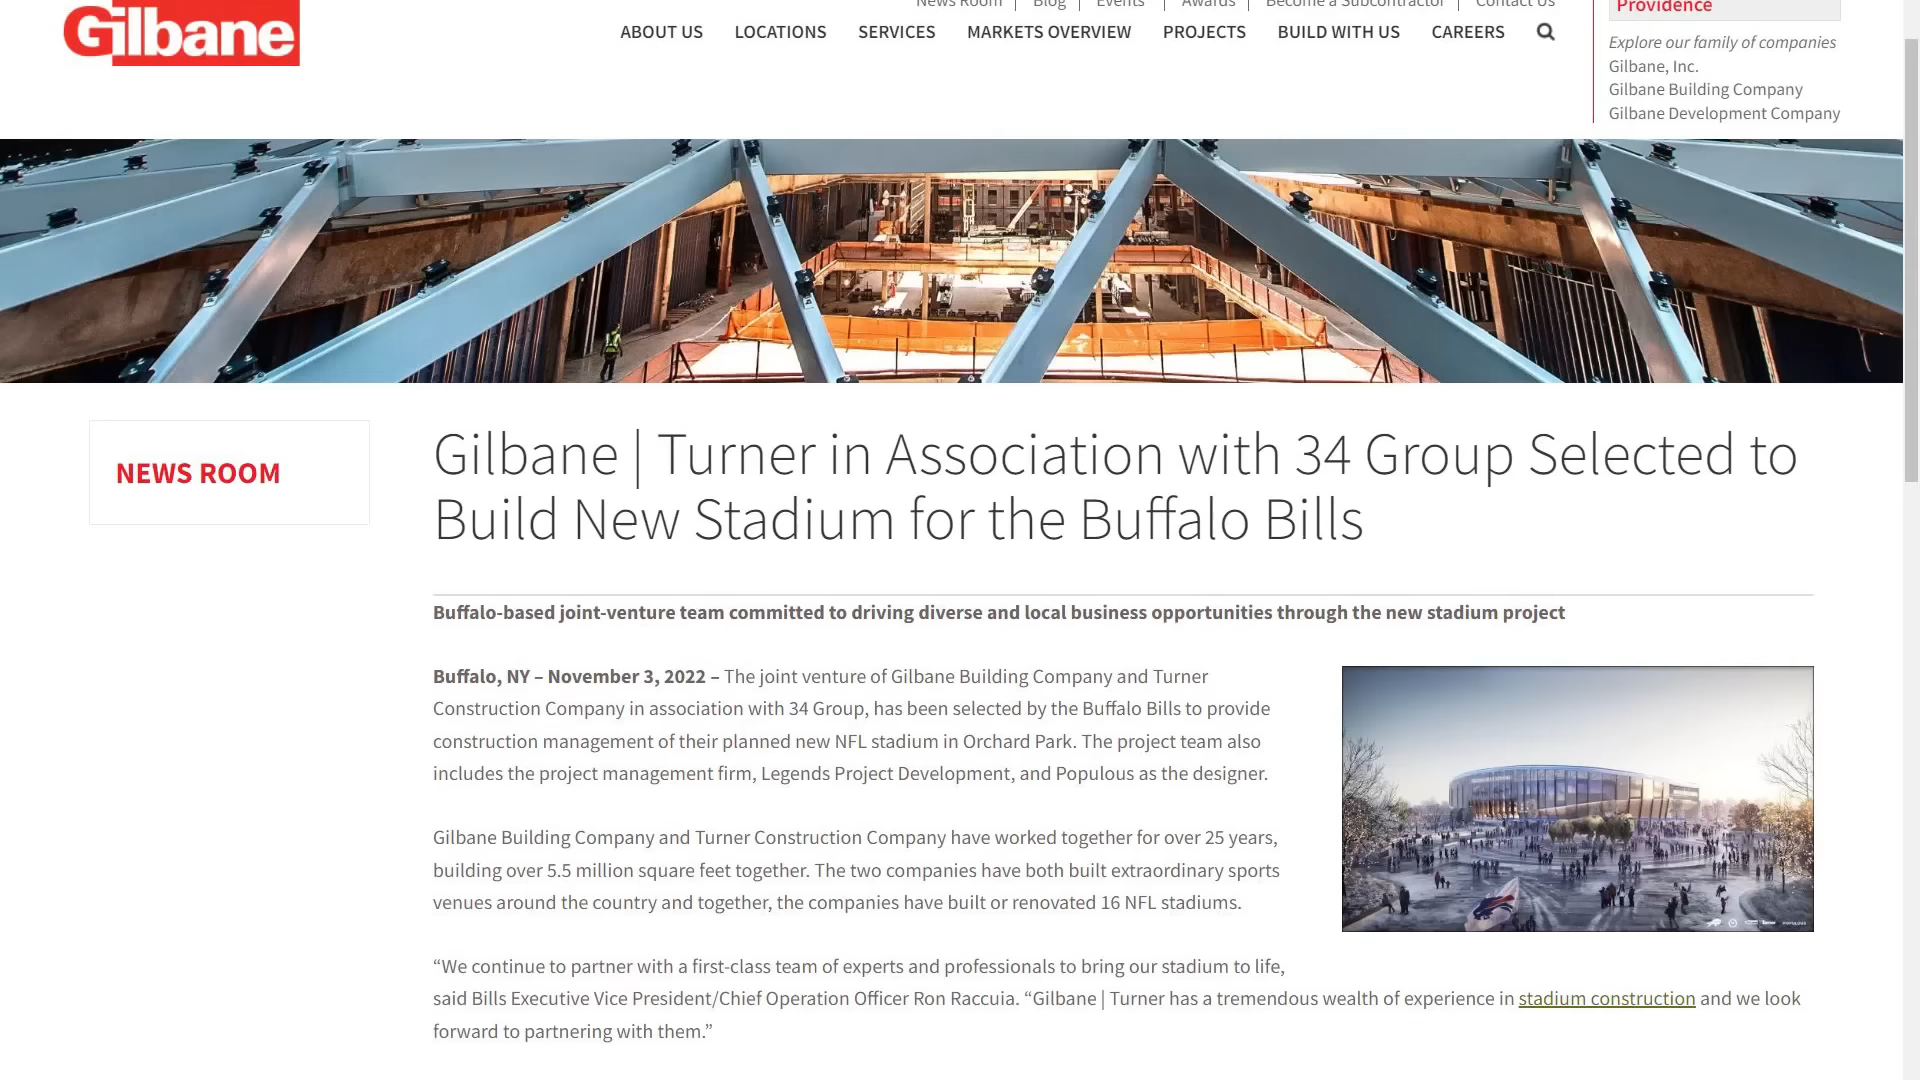 Gilbane
News Room | Blog | Events | Awards | Become a Subcontractor | Contact Us
ABOUT US LOCATIONS SERVICES MARKETS OVERVIEW PROJECTS BUILD WITH US CAREERS
Providence
Explore our family of companies
Gilbane, Inc.
Gilbane Building Company
Gilbane Development Company
NEWS ROOM
Gilbane | Turner in Association with 34 Group Selected to
Build New Stadium for the Buffalo Bills
Buffalo-based joint-venture team committed to driving diverse and local business opportunities through the new stadium project
Buffalo, NY – November 3, 2022 – The joint venture of Gilbane Building Company and Turner
Construction Company in association with 34 Group, has been selected by the Buffalo Bills to provide
construction management of their planned new NFL stadium in Orchard Park. The project team also
includes the project management firm, Legends Project Development, and Populous as the designer.
Gilbane Building Company and Turner Construction Company have worked together for over 25 years,
building over 5.5 million square feet together. The two companies have both built extraordinary sports
venues around the country and together, the companies have built or renovated 16 NFL stadiums.
“We continue to partner with a first-class team of experts and professionals to bring our stadium to life,
said Bills Executive Vice President/Chief Operation Officer Ron Raccuia. “Gilbane | Turner has a tremendous wealth of experience in stadium construction and we look
forward to partnering with them.”